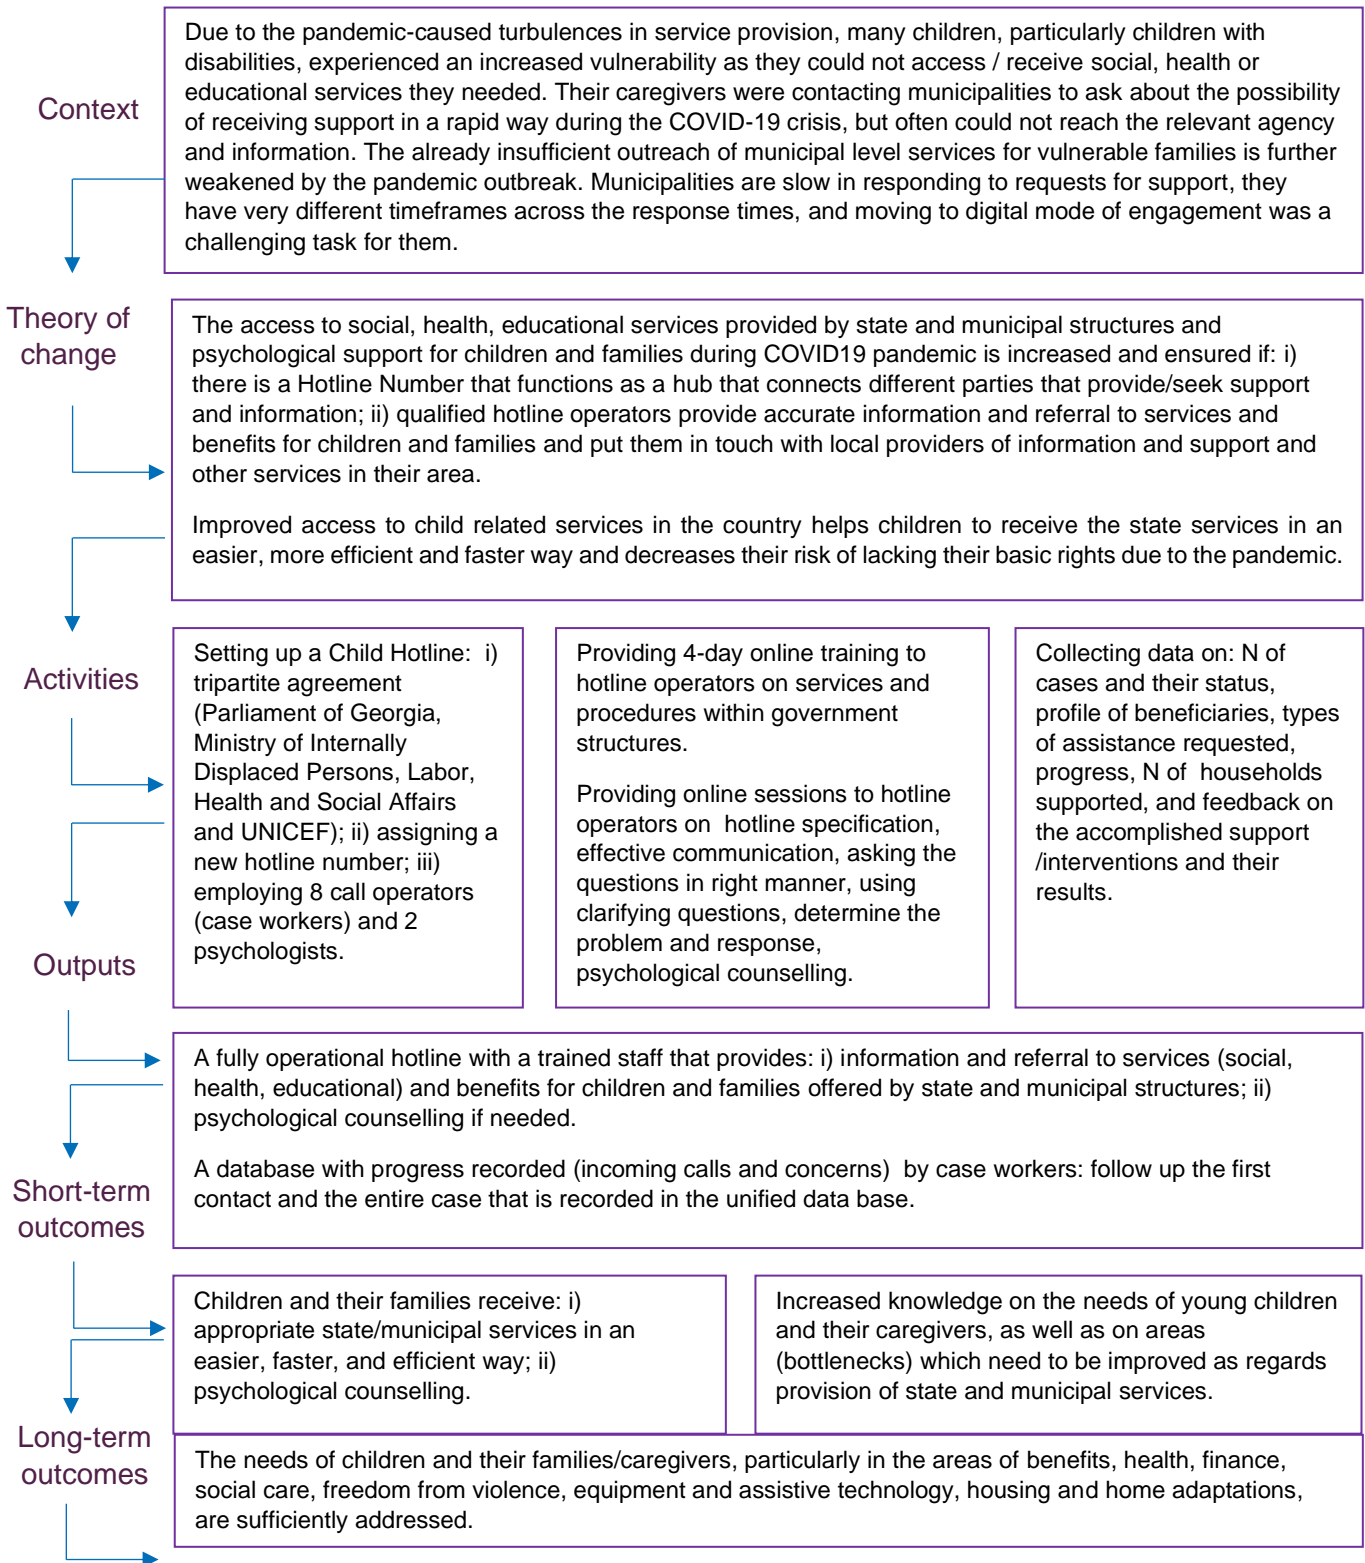 Context
Due to the pandemic-caused turbulences in service provision, many children, particularly children with
disabilities, experienced an increased vulnerability as they could not access / receive social, health or
educational services they needed. Their caregivers were contacting municipalities to ask about the possibility
of receiving support in a rapid way during the COVID-19 crisis, but often could not reach the relevant agency
and information. The already insufficient outreach of municipal level services for vulnerable families is further
weakened by the pandemic outbreak. Municipalities are slow in responding to requests for support, they
have very different timeframes across the response times, and moving to digital mode of engagement was a
challenging task for them.
Theory of
change
The access to social, health, educational services provided by state and municipal structures and
psychological support for children and families during COVID19 pandemic is increased and ensured if: i)
there is a Hotline Number that functions as a hub that connects different parties that provide/seek support
and information; ii) qualified hotline operators provide accurate information and referral to services and
benefits for children and families and put them in touch with local providers of information and support and
other services in their area.
Improved access to child related services in the country helps children to receive the state services in an
easier, more efficient and faster way and decreases their risk of lacking their basic rights due to the pandemic.
Activities
Setting up a Child Hotline: i)
tripartite agreement
(Parliament of Georgia,
Ministry of Internally
Displaced Persons, Labor,
Health and Social Affairs
and UNICEF); ii) assigning a
new hotline number; iii)
employing 8 call operators
(case workers) and 2
psychologists.
Providing 4-day online training to
hotline operators on services and
procedures within government
structures.
Providing online sessions to hotline
operators on hotline specification,
effective communication, asking the
questions in right manner, using
clarifying questions, determine the
problem and response,
psychological counselling.
Collecting data on: N of
cases and their status,
profile of beneficiaries, types
of assistance requested,
progress, N of households
supported, and feedback on
the accomplished support
/interventions and their
results.
Outputs
A fully operational hotline with a trained staff that provides: i) information and referral to services (social,
health, educational) and benefits for children and families offered by state and municipal structures; ii)
psychological counselling if needed.
A database with progress recorded (incoming calls and concerns) by case workers: follow up the first
contact and the entire case that is recorded in the unified data base.
Short-term
outcomes
Children and their families receive: i)
appropriate state/municipal services in an
easier, faster, and efficient way; ii)
psychological counselling.
Increased knowledge on the needs of young children
and their caregivers, as well as on areas
(bottlenecks) which need to be improved as regards
provision of state and municipal services.
Long-term
outcomes
The needs of children and their families/caregivers, particularly in the areas of benefits, health, finance,
social care, freedom from violence, equipment and assistive technology, housing and home adaptations,
are sufficiently addressed.